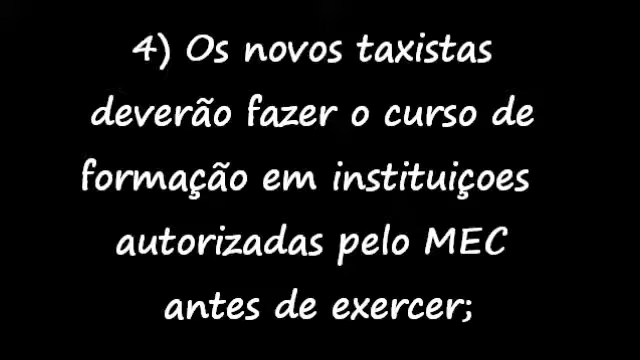 4) Os novos taxistas
deverão fazer o curso de
formação em instituiçoes
autorizadas pelo MEC
antes de exercer;